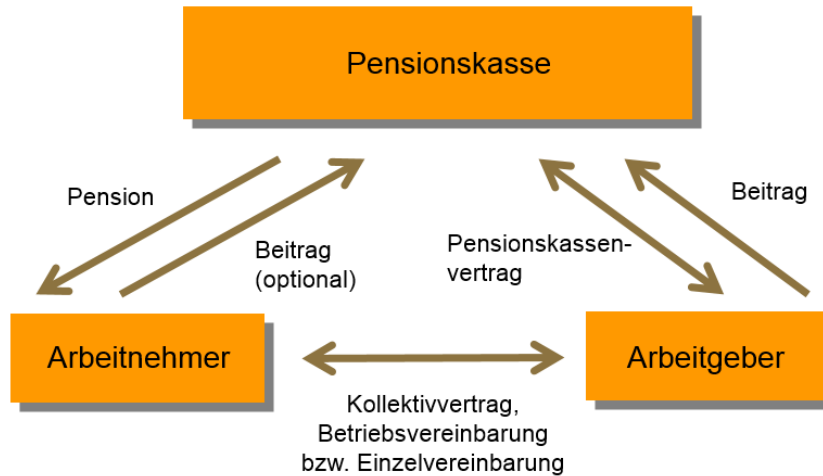 Pensionskasse
Pension
Beitrag
(optional)
Pensionskassen-
vertrag
Beitrag
Arbeitnehmer
Arbeitgeber
Kollektivvertrag,
Betriebsvereinbarung
bzw. Einzelvereinbarung